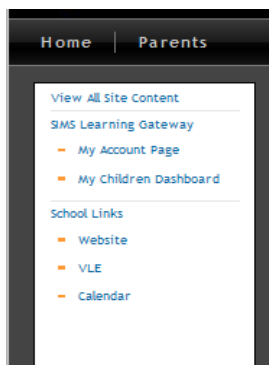 Home Parents
View All Site Content
SIMS Learning Gateway
My Account Page
My Children Dashboard
School Links
Website
VLE
Calendar